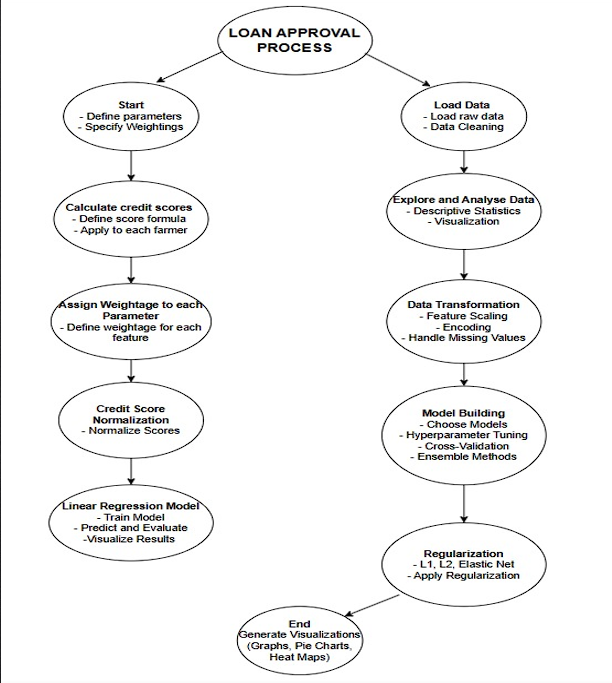 LOAN APPROVAL
PROCESS
Start
- Define parameters
- Specify Weightings
Calculate credit scores
- Define score formula
- Apply to each farmer
Assign Weightage to each
Parameter
- Define weightage for each
feature
Credit Score
Normalization
- Normalize Scores
Linear Regression Model
- Train Model
- Predict and Evaluate
-Visualize Results
Load Data
- Load raw data
- Data Cleaning
Explore and Analyse Data
- Descriptive Statistics
- Visualization
Data Transformation
- Feature Scaling
- Encoding
- Handle Missing Values
Model Building
- Choose Models
- Hyperparameter Tuning
- Cross-Validation
- Ensemble Methods
Regularization
- L1, L2, Elastic Net
- Apply Regularization
End
Generate Visualizations
(Graphs, Pie Charts,
Heat Maps)